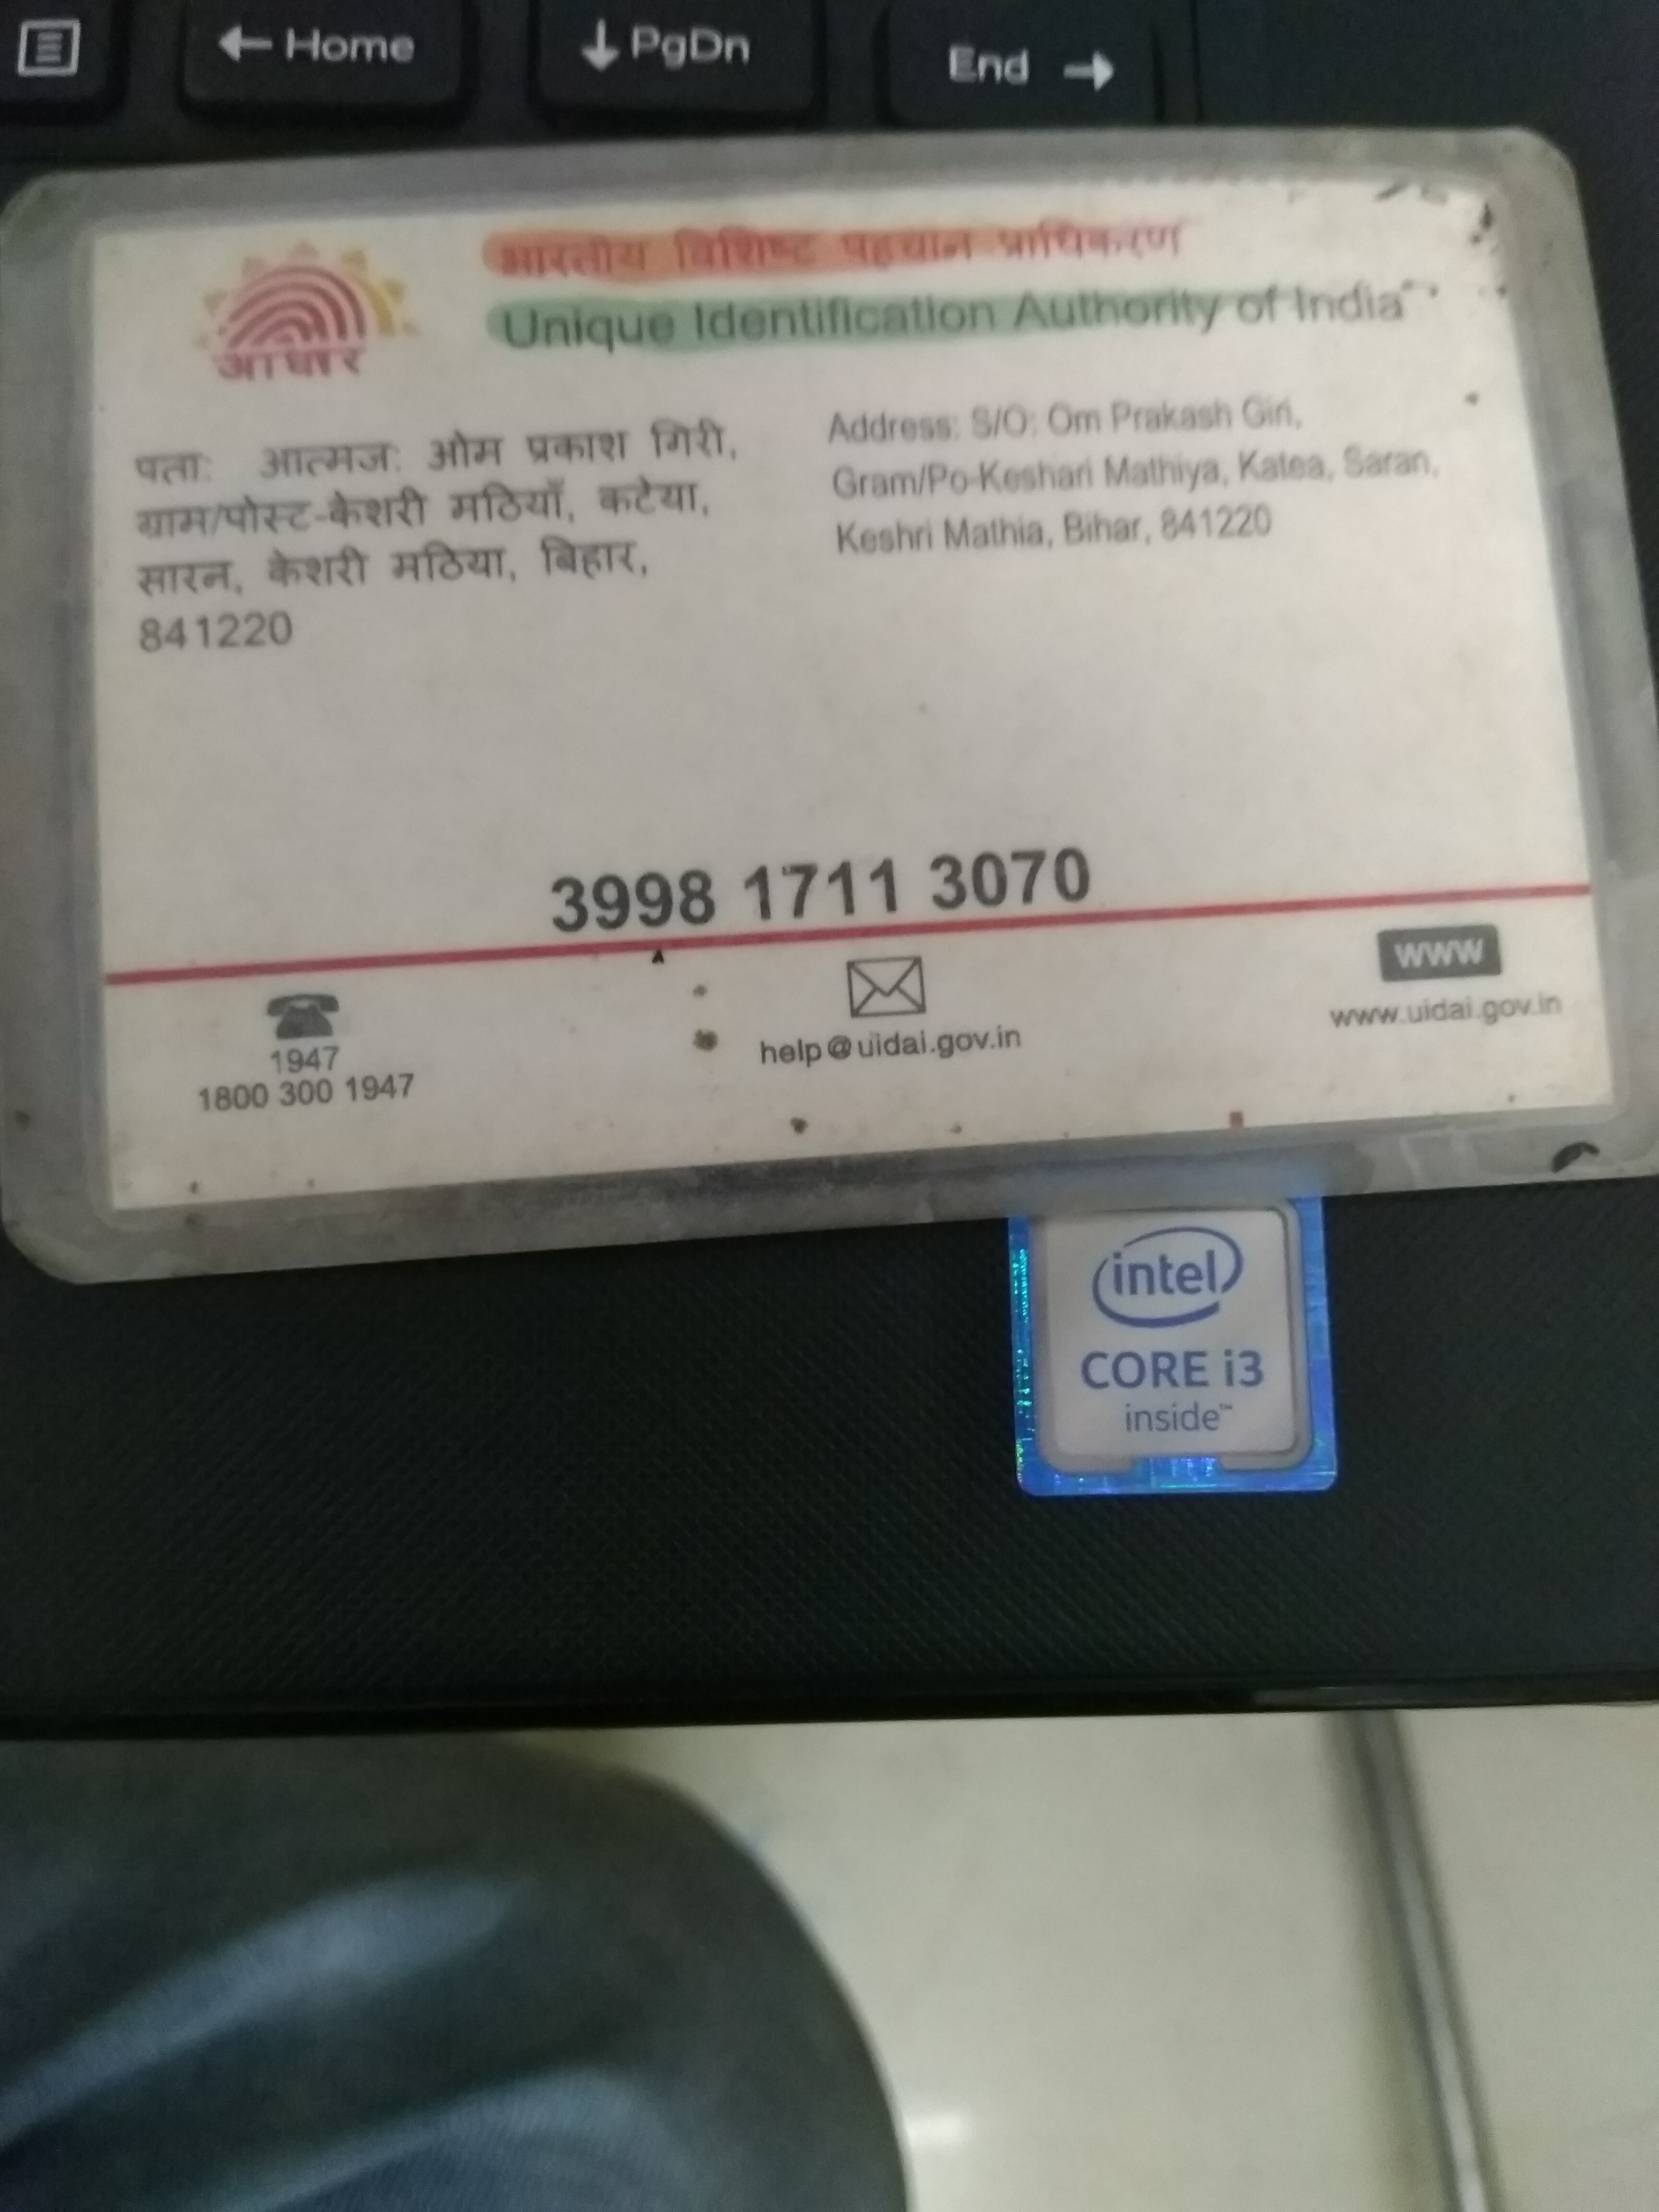 ← Home
↓ PgDn
End →
आधार
भारतीय विशिष्ट पहचान प्राधिकरण
Unique Identification Authority of India
पता: आत्मज: ओम प्रकाश गिरी,
ग्राम/पोस्ट-केशरी मठियाँ, कटेया,
सारन, केशरी मठिया, बिहार,
841220
Address: S/O: Om Prakash Giri,
Gram/Po-Keshari Mathiya, Katea, Saran,
Keshri Mathia, Bihar, 841220
3998 1711 3070
1947
1800 300 1947
help@uidai.gov.in
www
www.uidai.gov.in
intel
CORE i3
inside™